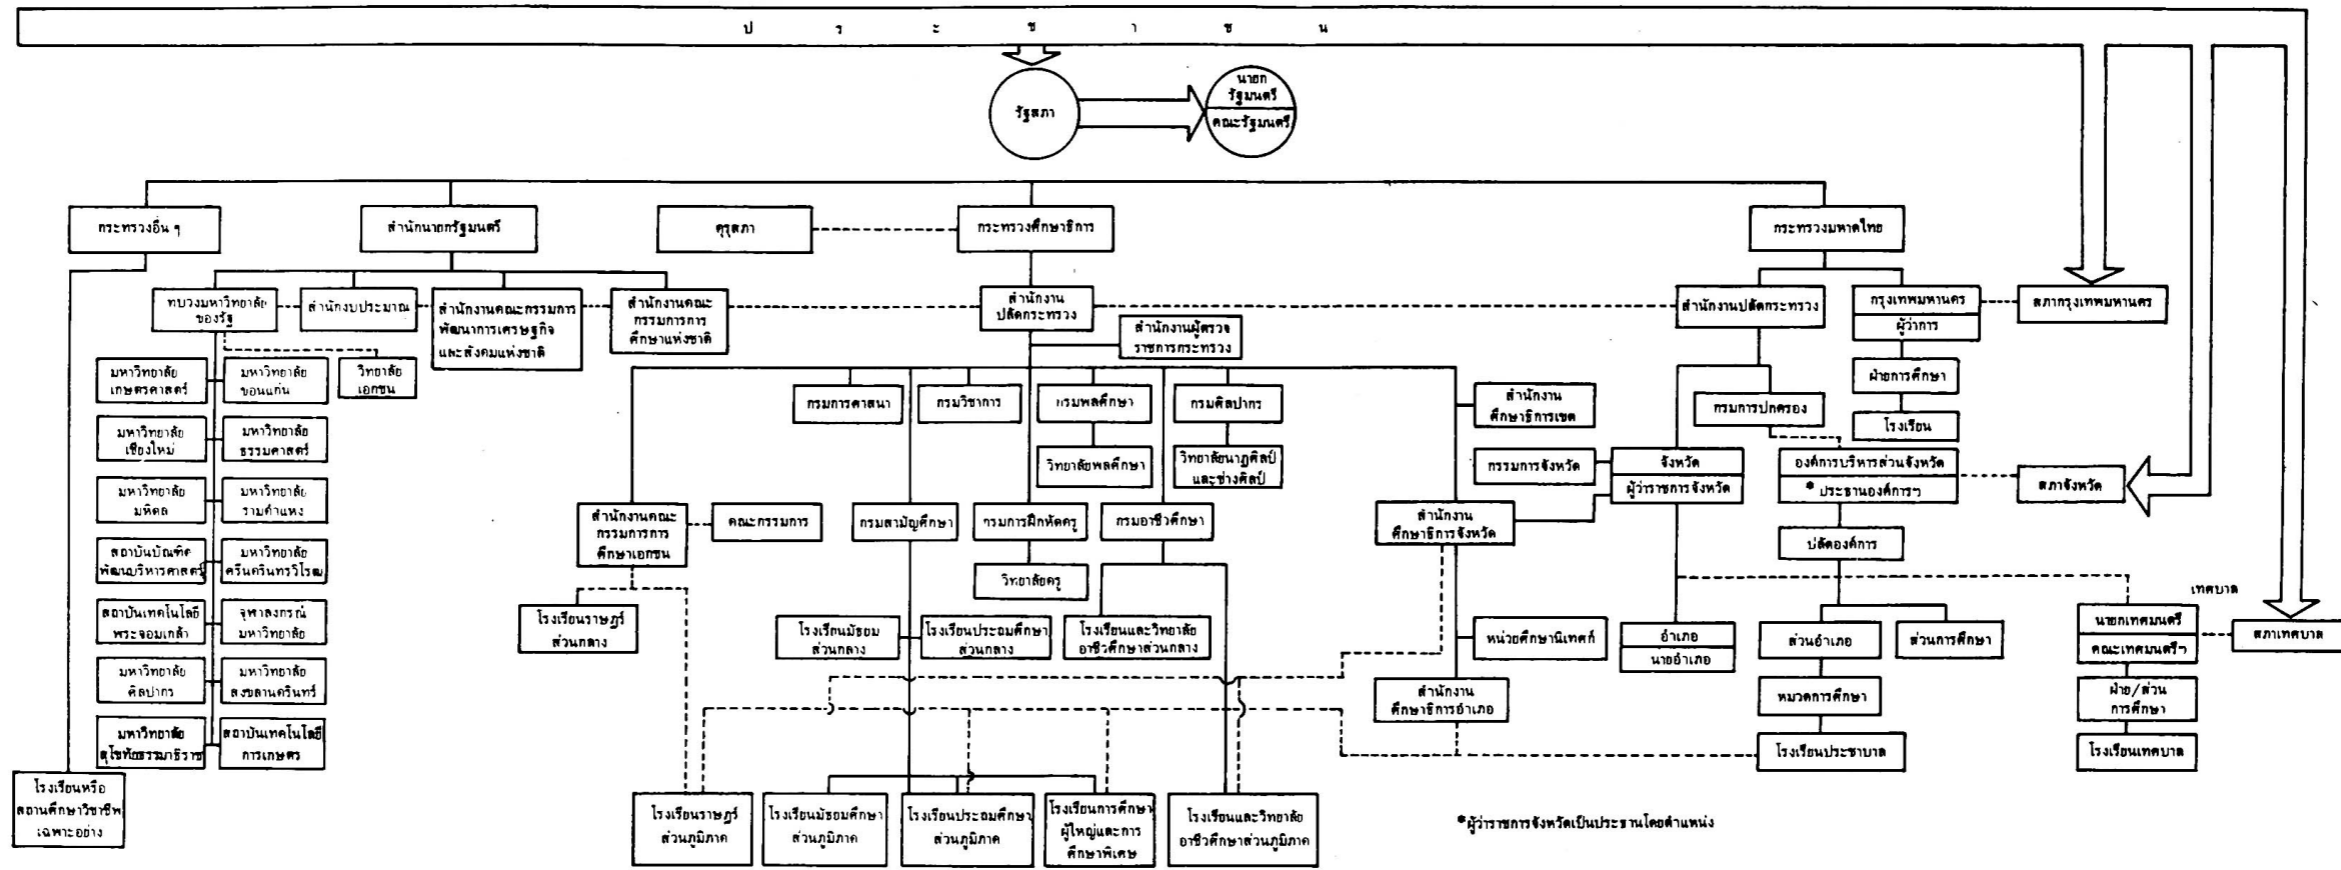 ป ร ะ ช า ช น
รัฐสภา
นายก
รัฐมนตรี
คณะรัฐมนตรี
กระทรวงอื่น ๆ
สำนักนายกรัฐมนตรี
คุรุสภา
กระทรวงศึกษาธิการ
กระทรวงมหาดไทย
ทบวงมหาวิทยาลัย
ของรัฐ
สำนักงบประมาณ
สำนักงานคณะกรรมการ
พัฒนาการเศรษฐกิจ
และสังคมแห่งชาติ
สำนักงานคณะ
กรรมการการ
ศึกษาแห่งชาติ
สำนักงาน
ปลัดกระทรวง
สำนักงานผู้ตรวจ
ราชการกระทรวง
สำนักงานปลัดกระทรวง
กรุงเทพมหานคร
ผู้ว่าการ
สภากรุงเทพมหานคร
มหาวิทยาลัย
เกษตรศาสตร์
มหาวิทยาลัย
ขอนแก่น
วิทยาลัย
เอกชน
มหาวิทยาลัย
เชียงใหม่
มหาวิทยาลัย
ธรรมศาสตร์
มหาวิทยาลัย
มหิดล
มหาวิทยาลัย
รามคำแหง
สถาบันบัณฑิต
พัฒนบริหารศาสตร์
มหาวิทยาลัย
ศรีนครินทรวิโรฒ
สถาบันเทคโนโลยี
พระจอมเกล้า
จุฬาลงกรณ์
มหาวิทยาลัย
มหาวิทยาลัย
ศิลปากร
มหาวิทยาลัย
สงขลานครินทร์
มหาวิทยาลัย
สุโขทัยธรรมาธิราช
สถาบันเทคโนโลยี
การเกษตร
โรงเรียนหรือ
สถานศึกษาวิชาชีพ
เฉพาะอย่าง
กรมการศาสนา
กรมวิชาการ
กรมพลศึกษา
กรมศิลปากร
วิทยาลัยพลศึกษา
วิทยาลัยนาฏศิลป์
และช่างศิลป์
สำนักงาน
ศึกษาธิการเขต
กรมการปกครอง
ฝ่ายการศึกษา
โรงเรียน
กรรมการจังหวัด
จังหวัด
ผู้ว่าราชการจังหวัด
องค์การบริหารส่วนจังหวัด
* ประธานองค์การฯ
สภาจังหวัด
สำนักงานคณะ
กรรมการการ
ศึกษาเอกชน
คณะกรรมการ
กรมสามัญศึกษา
กรมการฝึกหัดครู
กรมอาชีวศึกษา
สำนักงาน
ศึกษาธิการจังหวัด
ปลัดองค์การ
วิทยาลัยครู
โรงเรียนราษฎร์
ส่วนกลาง
โรงเรียนมัธยม
ส่วนกลาง
โรงเรียนประถมศึกษา
ส่วนกลาง
โรงเรียนและวิทยาลัย
อาชีวศึกษาส่วนกลาง
หน่วยศึกษานิเทศก์
อำเภอ
นายอำเภอ
ส่วนอำเภอ
ส่วนการศึกษา
เทศบาล
นายกเทศมนตรี
คณะเทศมนตรีฯ
สภาเทศบาล
สำนักงาน
ศึกษาธิการอำเภอ
หมวดการศึกษา
ฝ่าย/ส่วน
การศึกษา
โรงเรียนประชาบาล
โรงเรียนเทศบาล
โรงเรียนราษฎร์
ส่วนภูมิภาค
โรงเรียนมัธยมศึกษา
ส่วนภูมิภาค
โรงเรียนประถมศึกษา
ส่วนภูมิภาค
โรงเรียนการศึกษา
ผู้ใหญ่และการ
ศึกษาพิเศษ
โรงเรียนและวิทยาลัย
อาชีวศึกษาส่วนภูมิภาค
*ผู้ว่าราชการจังหวัดเป็นประธานโดยตำแหน่ง